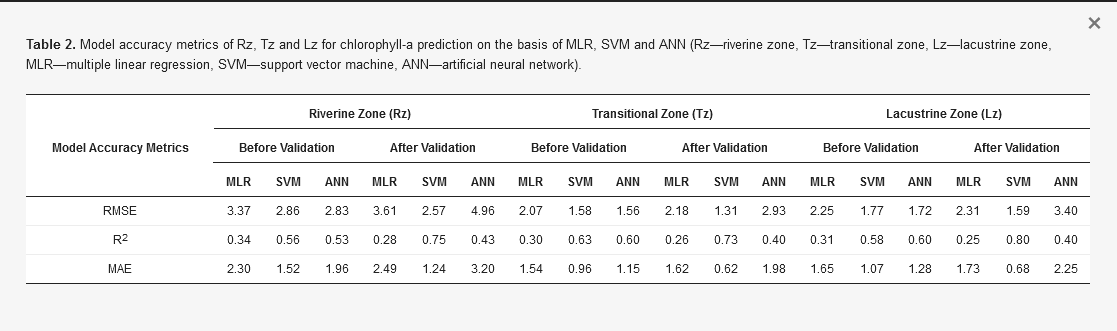 ×
Table 2. Model accuracy metrics of Rz, Tz and Lz for chlorophyll-a prediction on the basis of MLR, SVM and ANN (Rz—riverine zone, Tz—transitional zone, Lz—lacustrine zone,
MLR—multiple linear regression, SVM—support vector machine, ANN—artificial neural network).
Riverine Zone (Rz) Transitional Zone (Tz) Lacustrine Zone (Lz)
Model Accuracy Metrics Before Validation After Validation Before Validation After Validation Before Validation After Validation
MLR SVM ANN MLR SVM ANN MLR SVM ANN MLR SVM ANN MLR SVM ANN MLR SVM ANN
RMSE 3.37 2.86 2.83 3.61 2.57 4.96 2.07 1.58 1.56 2.18 1.31 2.93 2.25 1.77 1.72 2.31 1.59 3.40
R2 0.34 0.56 0.53 0.28 0.75 0.43 0.30 0.63 0.60 0.26 0.73 0.40 0.31 0.58 0.60 0.25 0.80 0.40
MAE 2.30 1.52 1.96 2.49 1.24 3.20 1.54 0.96 1.15 1.62 0.62 1.98 1.65 1.07 1.28 1.73 0.68 2.25